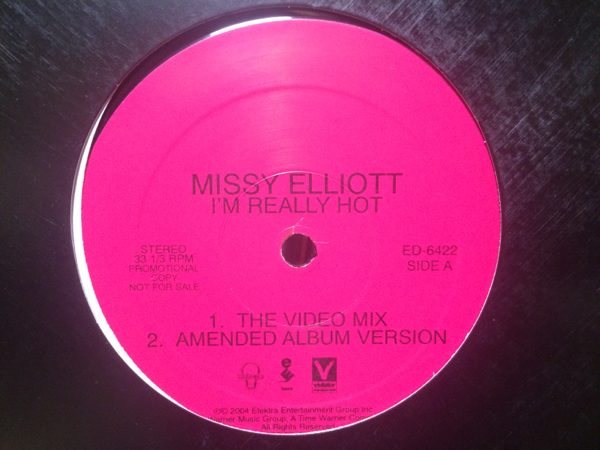 MISSY ELLIOTT
I'M REALLY HOT
STEREO
33 1/3 RPM
PROMOTIONAL
COPY
NOT FOR SALE
ED-6422
SIDE A
1. THE VIDEO MIX
2. AMENDED ALBUM VERSION
℗© 2004 Elektra Entertainment Group Inc.
Warner Music Group, A Time Warner
All Rights Reserved